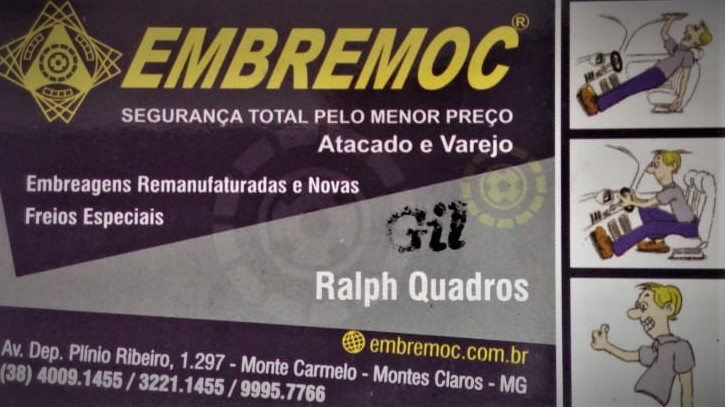 EMBREMOC®
SEGURANÇA TOTAL PELO MENOR PREÇO
Atacado e Varejo
Embreagens Remanufaturadas e Novas
Freios Especiais
Gil
Ralph Quadros
embremoc.com.br
Av. Dep. Plínio Ribeiro, 1.297 - Monte Carmelo - Montes Claros - MG
(38) 4009.1455 / 3221.1455 / 9995.7766